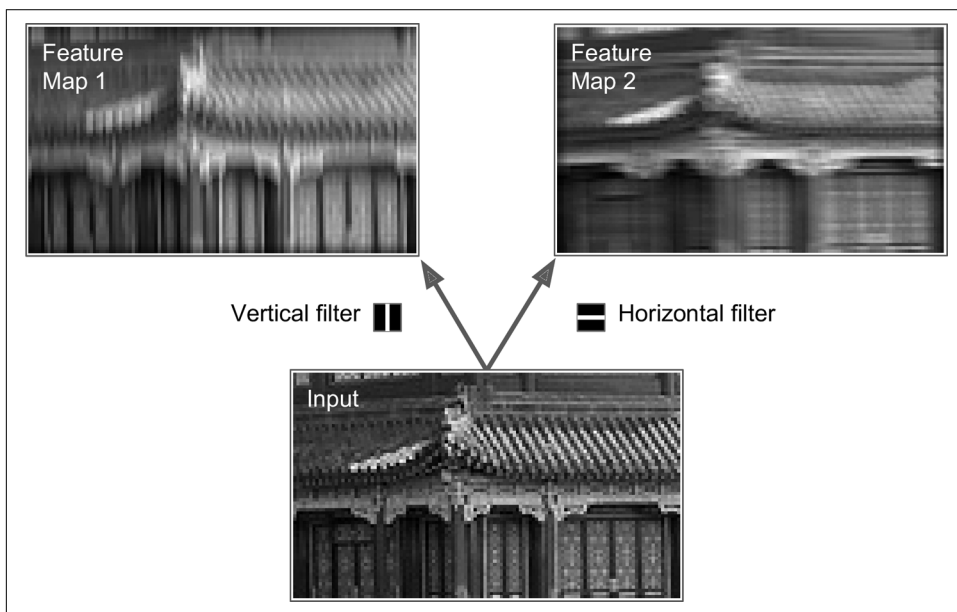 Feature
Map 1
Feature
Map 2
Vertical filter
Horizontal filter
Input